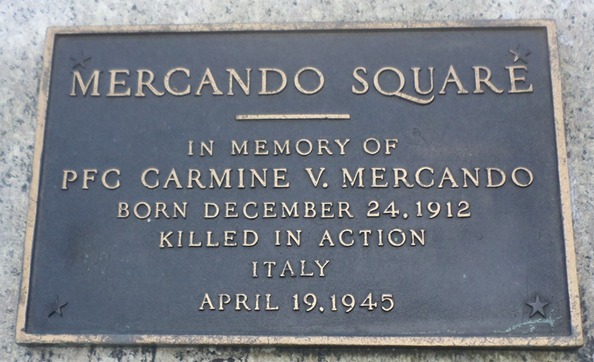 MERCANDO SQUARE
IN MEMORY OF
PFC CARMINE V. MERCANDO
BORN DECEMBER 24, 1912
KILLED IN ACTION
ITALY
APRIL 19, 1945